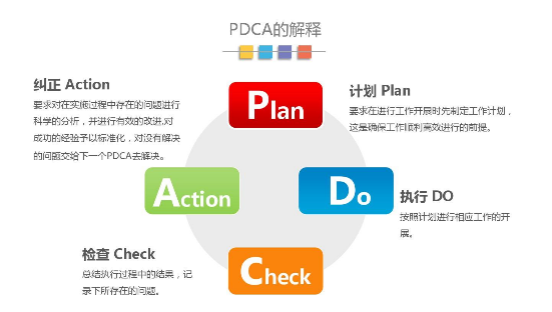 PDCA的解释
纠正 Action
要求对在实施过程中存在的问题进行
科学的分析，并进行有效的改进,对
成功的经验予以标准化，对没有解决
的问题交给下一个PDCA去解决。
Plan
计划 Plan
要求在进行工作开展时先制定工作计划，
这是确保工作顺利高效进行的前提。
Action
Do
执行 DO
按照计划进行相应工作的开
展。
检查 Check
总结执行过程中的结果，记
录下所存在的问题。
Check